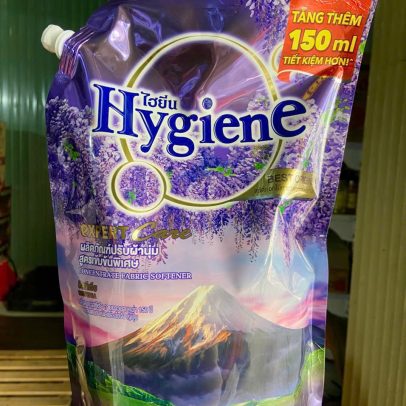 TẶNG THÊM
150 ml
TIẾT KIỆM HƠN!
ไฮยีน
Hygiene
EXPERT Care
ผลิตภัณฑ์ปรับผ้านุ่ม
สูตรเข้มข้นพิเศษ
CONCENTRATE FABRIC SOFTENER